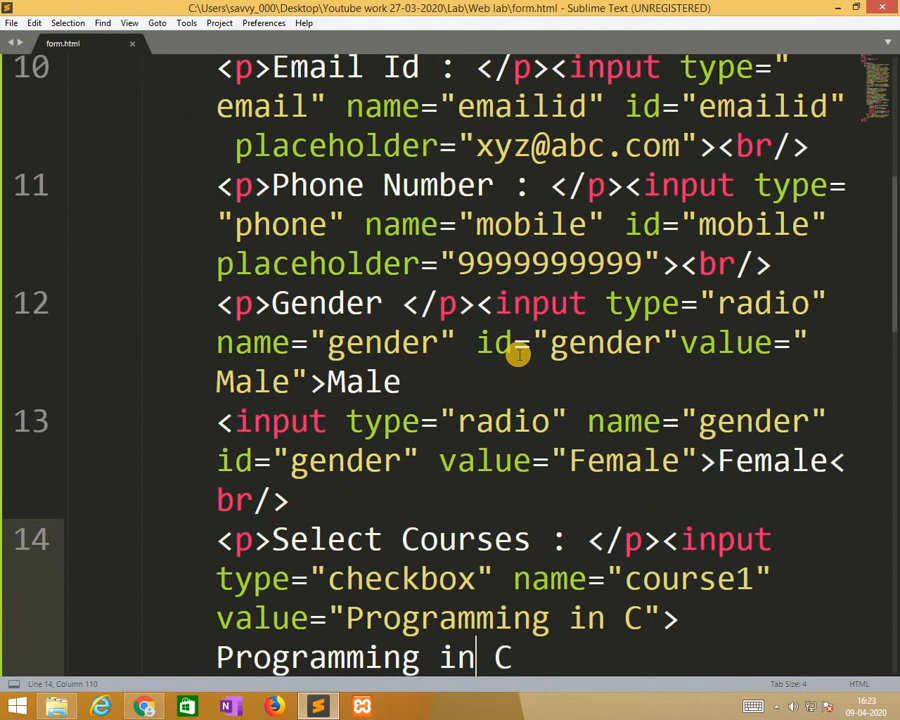 C:\Users\savvy_000\Desktop\Youtube work 27-03-2020\Lab\Web lab\form.html - Sublime Text (UNREGISTERED)
File Edit Selection Find View Goto Tools Project Preferences Help
form.html
10 <p>Email Id : </p><input type="
email" name="emailid" id="emailid"
placeholder="xyz@abc.com"><br/>
11 <p>Phone Number : </p><input type=
"phone" name="mobile" id="mobile"
placeholder="9999999999"><br/>
12 <p>Gender </p><input type="radio"
name="gender" id="gender"value="
Male">Male
13 <input type="radio" name="gender"
id="gender" value="Female">Female<
br/>
14 <p>Select Courses : </p><input
type="checkbox" name="course1"
value="Programming in C">
Programming in C
Line 14, Column 110 Tab Size: 4 HTML
16:23
09-04-2020